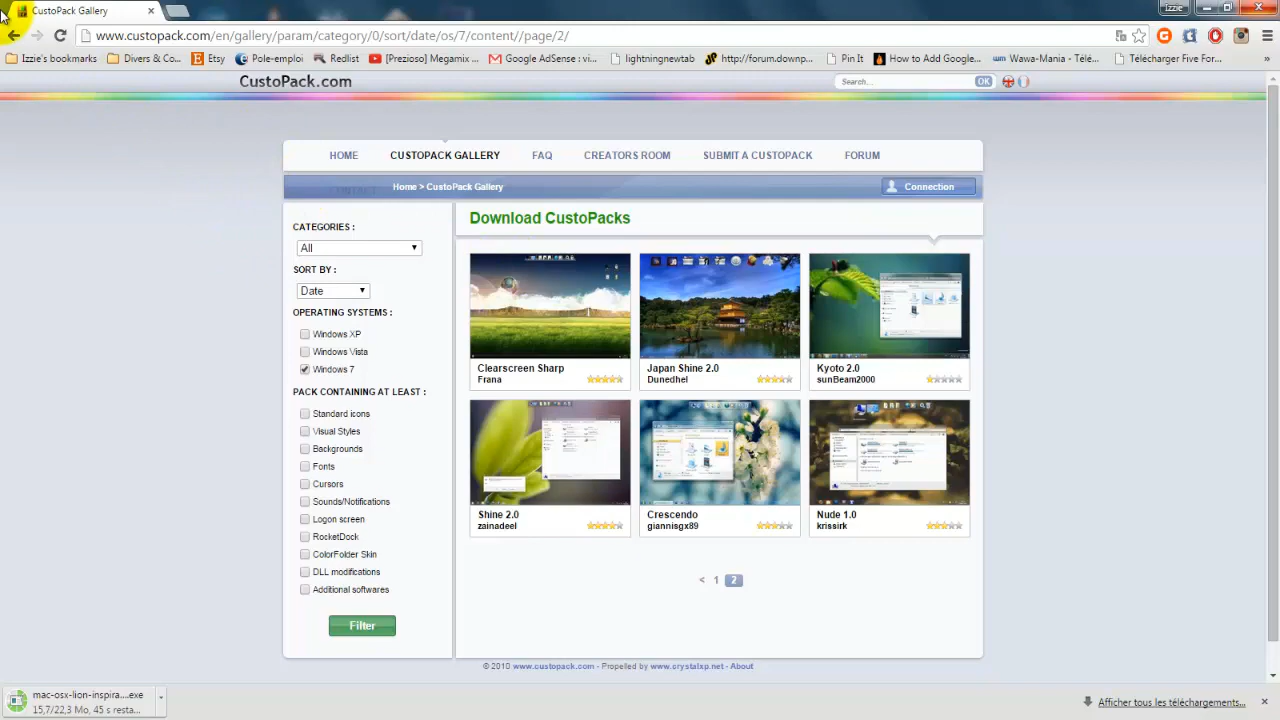 CustoPack Gallery
izzie
www.custopack.com/en/gallery/param/category/0/sort/date/os/7/content//page/2/
Izzie's bookmarks Divers & Co... Etsy Pole-emploi Redlist [Prezioso] Megamix ... Google AdSense : vi... lightningnewtab http://forum.downp... Pin It How to Add Google... Wawa-Mania - Télé... Télécharger Five For... »
CustoPack.com
Search... OK
HOME CUSTOPACK GALLERY FAQ CREATORS ROOM SUBMIT A CUSTOPACK FORUM
Home > CustoPack Gallery Connection
CATEGORIES :
All
SORT BY :
Date
OPERATING SYSTEMS :
Windows XP
Windows Vista
Windows 7
PACK CONTAINING AT LEAST :
Standard icons
Visual Styles
Backgrounds
Fonts
Cursors
Sounds/Notifications
Logon screen
RocketDock
ColorFolder Skin
DLL modifications
Additional softwares
Filter
Download CustoPacks
Clearscreen Sharp
Frana
Japan Shine 2.0
Dunedhel
Kyoto 2.0
sunBeam2000
Shine 2.0
zainadeel
Crescendo
giannisgx89
Nude 1.0
krissirk
< 1 2
© 2010 www.custopack.com - Propelled by www.crystalxp.net - About
mac-osx-lion-inspira....exe
15,7/22,3 Mo, 45 s resta...
Afficher tous les téléchargements...